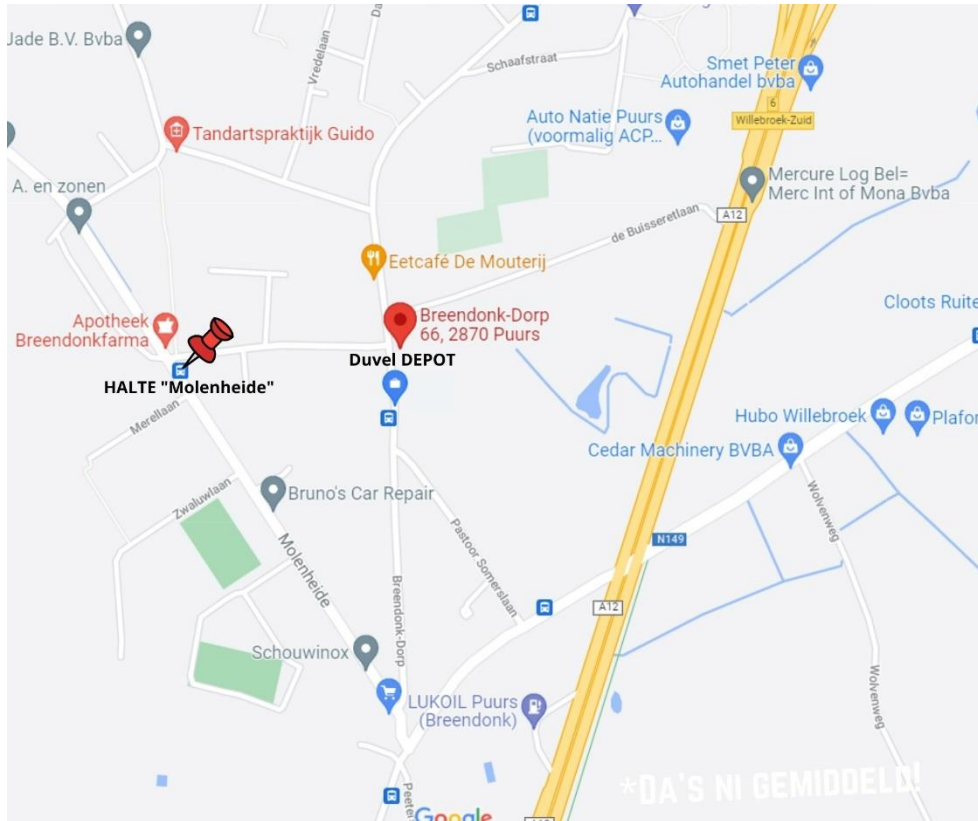 Jade B.V. Bvba
Vredelaan
Schaafstraat
Smet Peter
Autohandel bvba
6
Willebroek-Zuid
Auto Natie Puurs
(voormalig ACP...
Tandartspraktijk Guido
Mercure Log Bel=
Merc Int of Mona Bvba
A. en zonen
A12
de Buisseretlaan
Eetcafé De Mouterij
Cloots Ruite
Apotheek
Breendonkfarma
Breendonk-Dorp
66, 2870 Puurs
Duvel DEPOT
HALTE "Molenheide"
Merellaan
Hubo Willebroek
Plafor
Cedar Machinery BVBA
Zwaluwlaan
Bruno's Car Repair
Wolvenweg
Molenheide
Pastoor Somerslaan
N149
Breendonk-Dorp
A12
Schouwinox
Wolvenweg
LUKOIL Puurs
(Breendonk)
*DA'S NI GEMIDDELD!
Peeter
Google